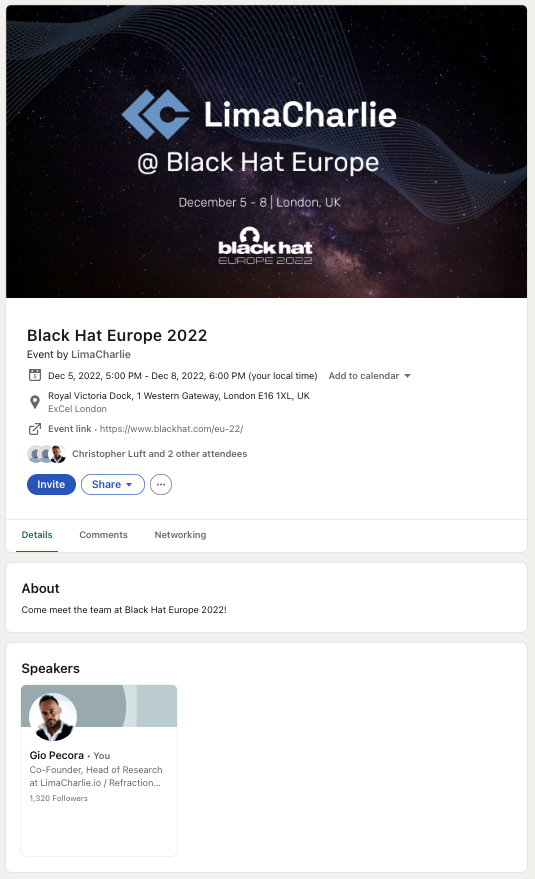 LimaCharlie
@ Black Hat Europe
December 5 - 8 | London, UK
black hat
EUROPE 2022
Black Hat Europe 2022
Event by LimaCharlie
Dec 5, 2022, 5:00 PM - Dec 8, 2022, 6:00 PM (your local time) Add to calendar
Royal Victoria Dock, 1 Western Gateway, London E16 1XL, UK
ExCel London
Event link · https://www.blackhat.com/eu-22/
Christopher Luft and 2 other attendees
Invite Share ...
Details Comments Networking
About
Come meet the team at Black Hat Europe 2022!
Speakers
Gio Pecora · You
Co-Founder, Head of Research
at LimaCharlie.io / Refraction...
1,320 Followers